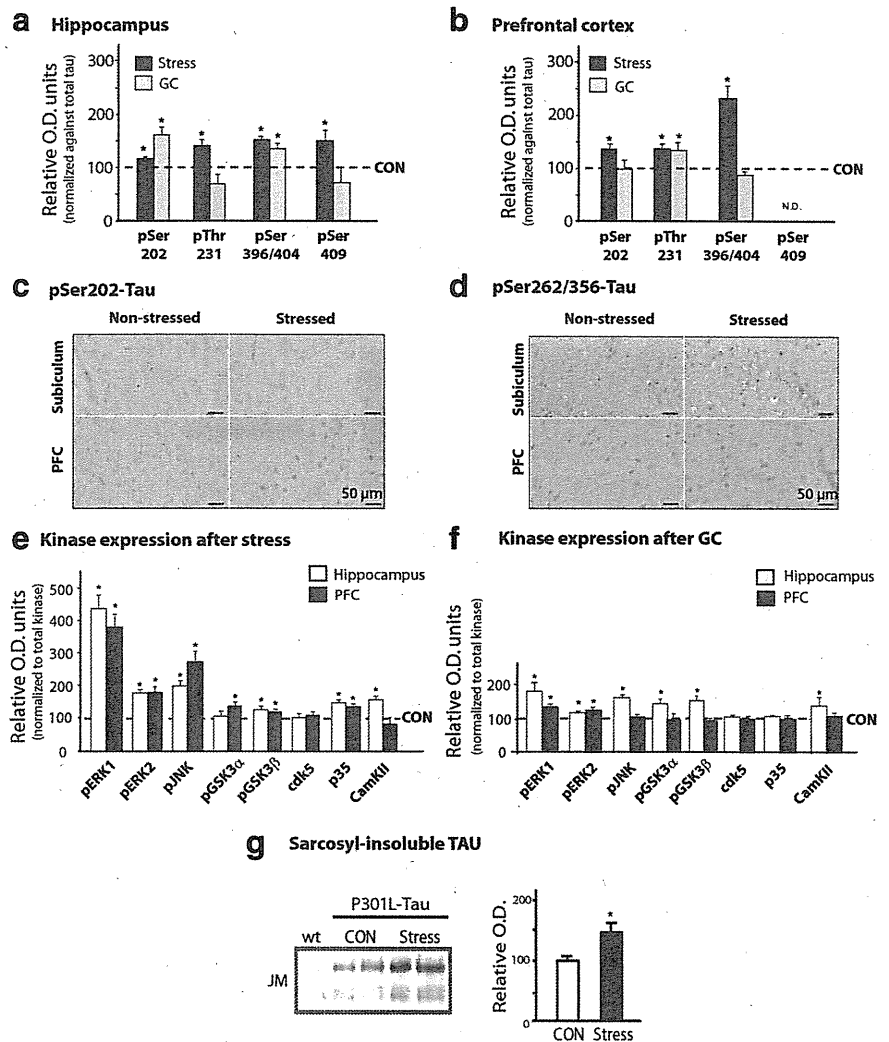 a Hippocampus
Relative O.D. units
(normalized against total tau)
300
200
100
0
Stress
GC
* * * * * *
CON
pSer 202
pThr 231
pSer 396/404
pSer 409
b Prefrontal cortex
Relative O.D. units
(normalized against total tau)
300
200
100
0
Stress
GC
* * * *
CON
N.D.
pSer 202
pThr 231
pSer 396/404
pSer 409
c pSer202-Tau
Non-stressed
Stressed
Subiculum
PFC
50 µm
d pSer262/356-Tau
Non-stressed
Stressed
Subiculum
PFC
50 µm
e Kinase expression after stress
Relative O.D. units
(normalized to total kinase)
500
400
300
200
100
0
Hippocampus
PFC
* * * * * * * * * * * *
CON
pERK1
pERK2
pJNK
pGSK3α
pGSK3β
cdk5
p35
CamKII
f Kinase expression after GC
Relative O.D. units
(normalized to total kinase)
200
100
0
Hippocampus
PFC
* * * * * * * *
CON
pERK1
pERK2
pJNK
pGSK3α
pGSK3β
cdk5
p35
CamKII
g Sarcosyl-insoluble TAU
P301L-Tau
wt CON Stress
JM
Relative O.D.
200
100
0
*
CON Stress